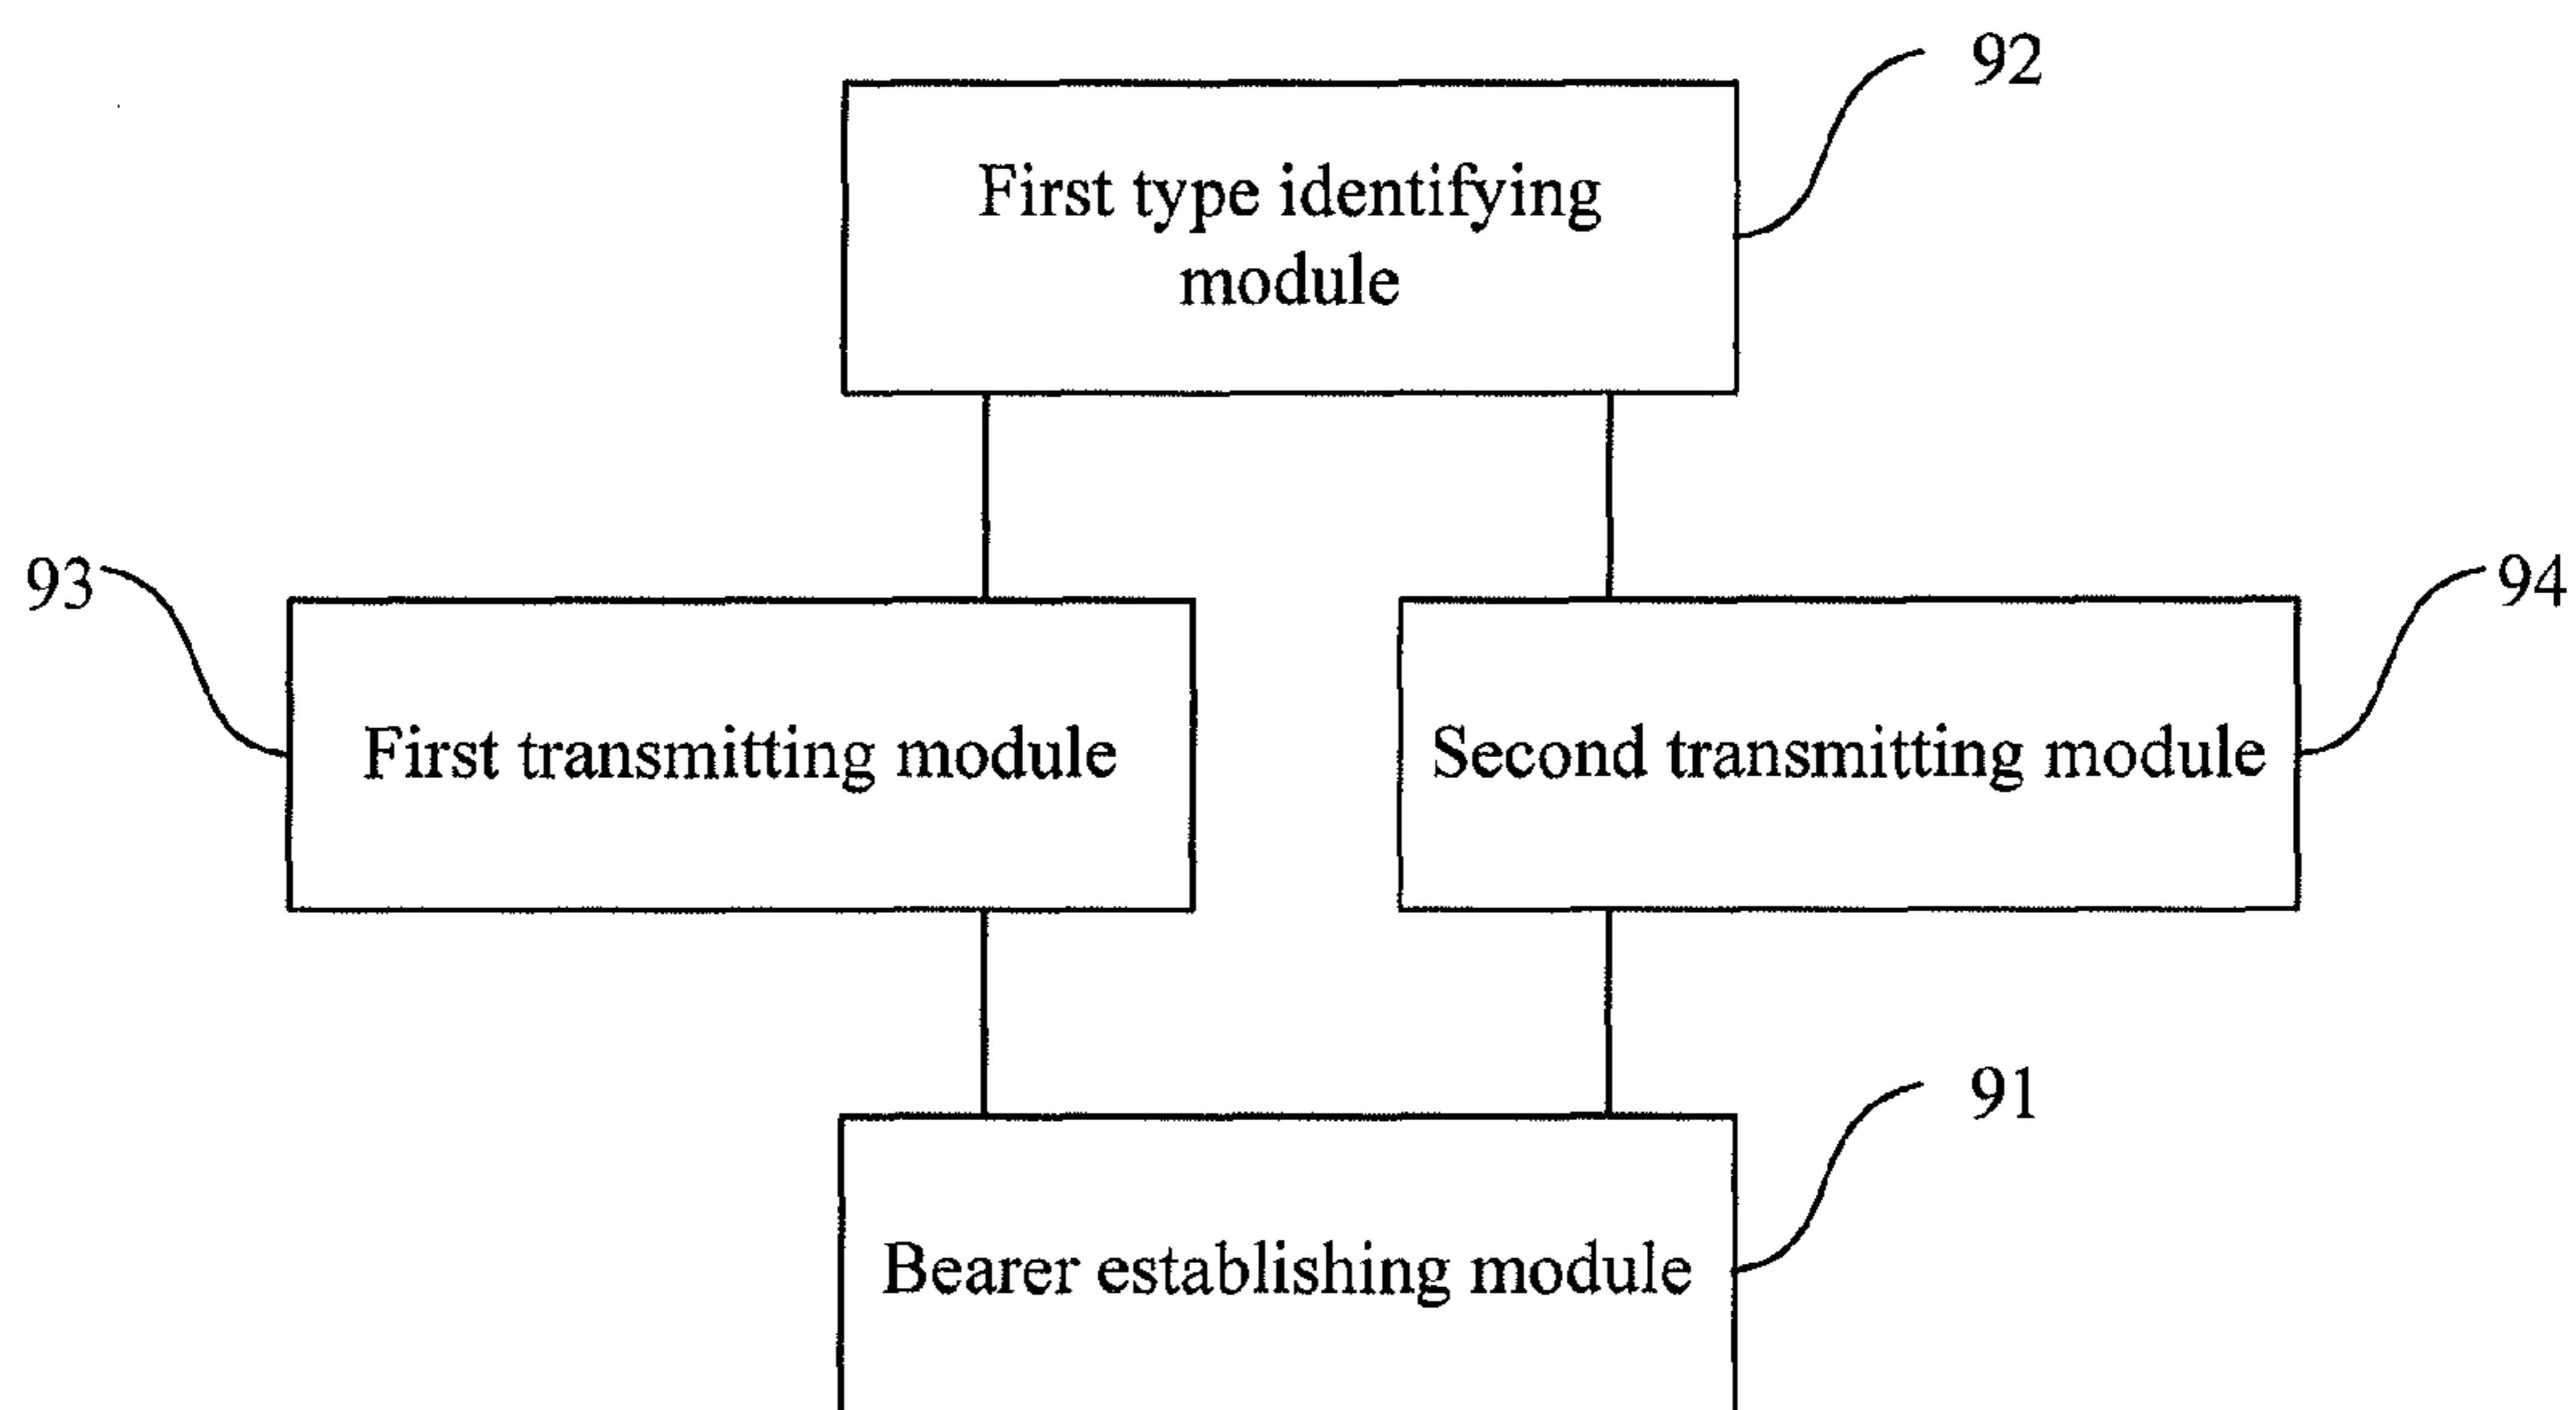 92
First type identifying
module
93
94
First transmitting module
Second transmitting module
91
Bearer establishing module